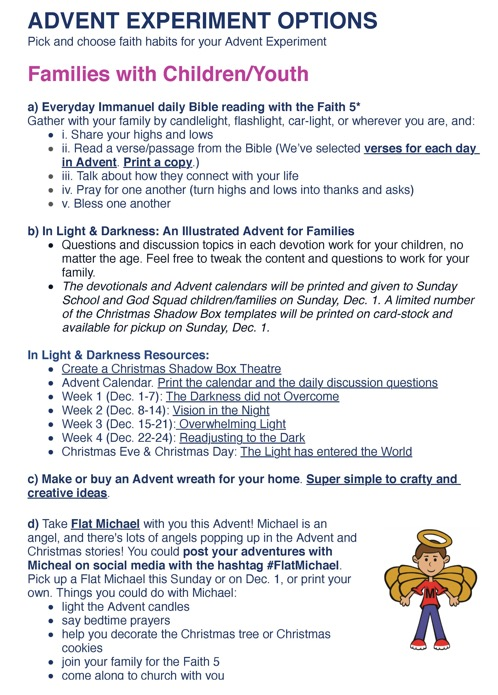 ADVENT EXPERIMENT OPTIONS
Pick and choose faith habits for your Advent Experiment
Families with Children/Youth
a) Everyday Immanuel daily Bible reading with the Faith 5*
Gather with your family by candlelight, flashlight, car-light, or wherever you are, and:
• i. Share your highs and lows
• ii. Read a verse/passage from the Bible (We've selected verses for each day
in Advent. Print a copy.)
• iii. Talk about how they connect with your life
• iv. Pray for one another (turn highs and lows into thanks and asks)
• v. Bless one another
b) In Light & Darkness: An Illustrated Advent for Families
• Questions and discussion topics in each devotion work for your children, no
matter the age. Feel free to tweak the content and questions to work for your
family.
• The devotionals and Advent calendars will be printed and given to Sunday
School and God Squad children/families on Sunday, Dec. 1. A limited number
of the Christmas Shadow Box templates will be printed on card-stock and
available for pickup on Sunday, Dec. 1.
In Light & Darkness Resources:
• Create a Christmas Shadow Box Theatre
• Advent Calendar. Print the calendar and the daily discussion questions
• Week 1 (Dec. 1-7): The Darkness did not Overcome
• Week 2 (Dec. 8-14): Vision in the Night
• Week 3 (Dec. 15-21): Overwhelming Light
• Week 4 (Dec. 22-24): Readjusting to the Dark
• Christmas Eve & Christmas Day: The Light has entered the World
c) Make or buy an Advent wreath for your home. Super simple to crafty and
creative ideas.
d) Take Flat Michael with you this Advent! Michael is an
angel, and there's lots of angels popping up in the Advent and
Christmas stories! You could post your adventures with
Micheal on social media with the hashtag #FlatMichael.
Pick up a Flat Michael this Sunday or on Dec. 1, or print your
own. Things you could do with Michael:
• light the Advent candles
• say bedtime prayers
• help you decorate the Christmas tree or Christmas
cookies
• join your family for the Faith 5
• come along to church with you
M